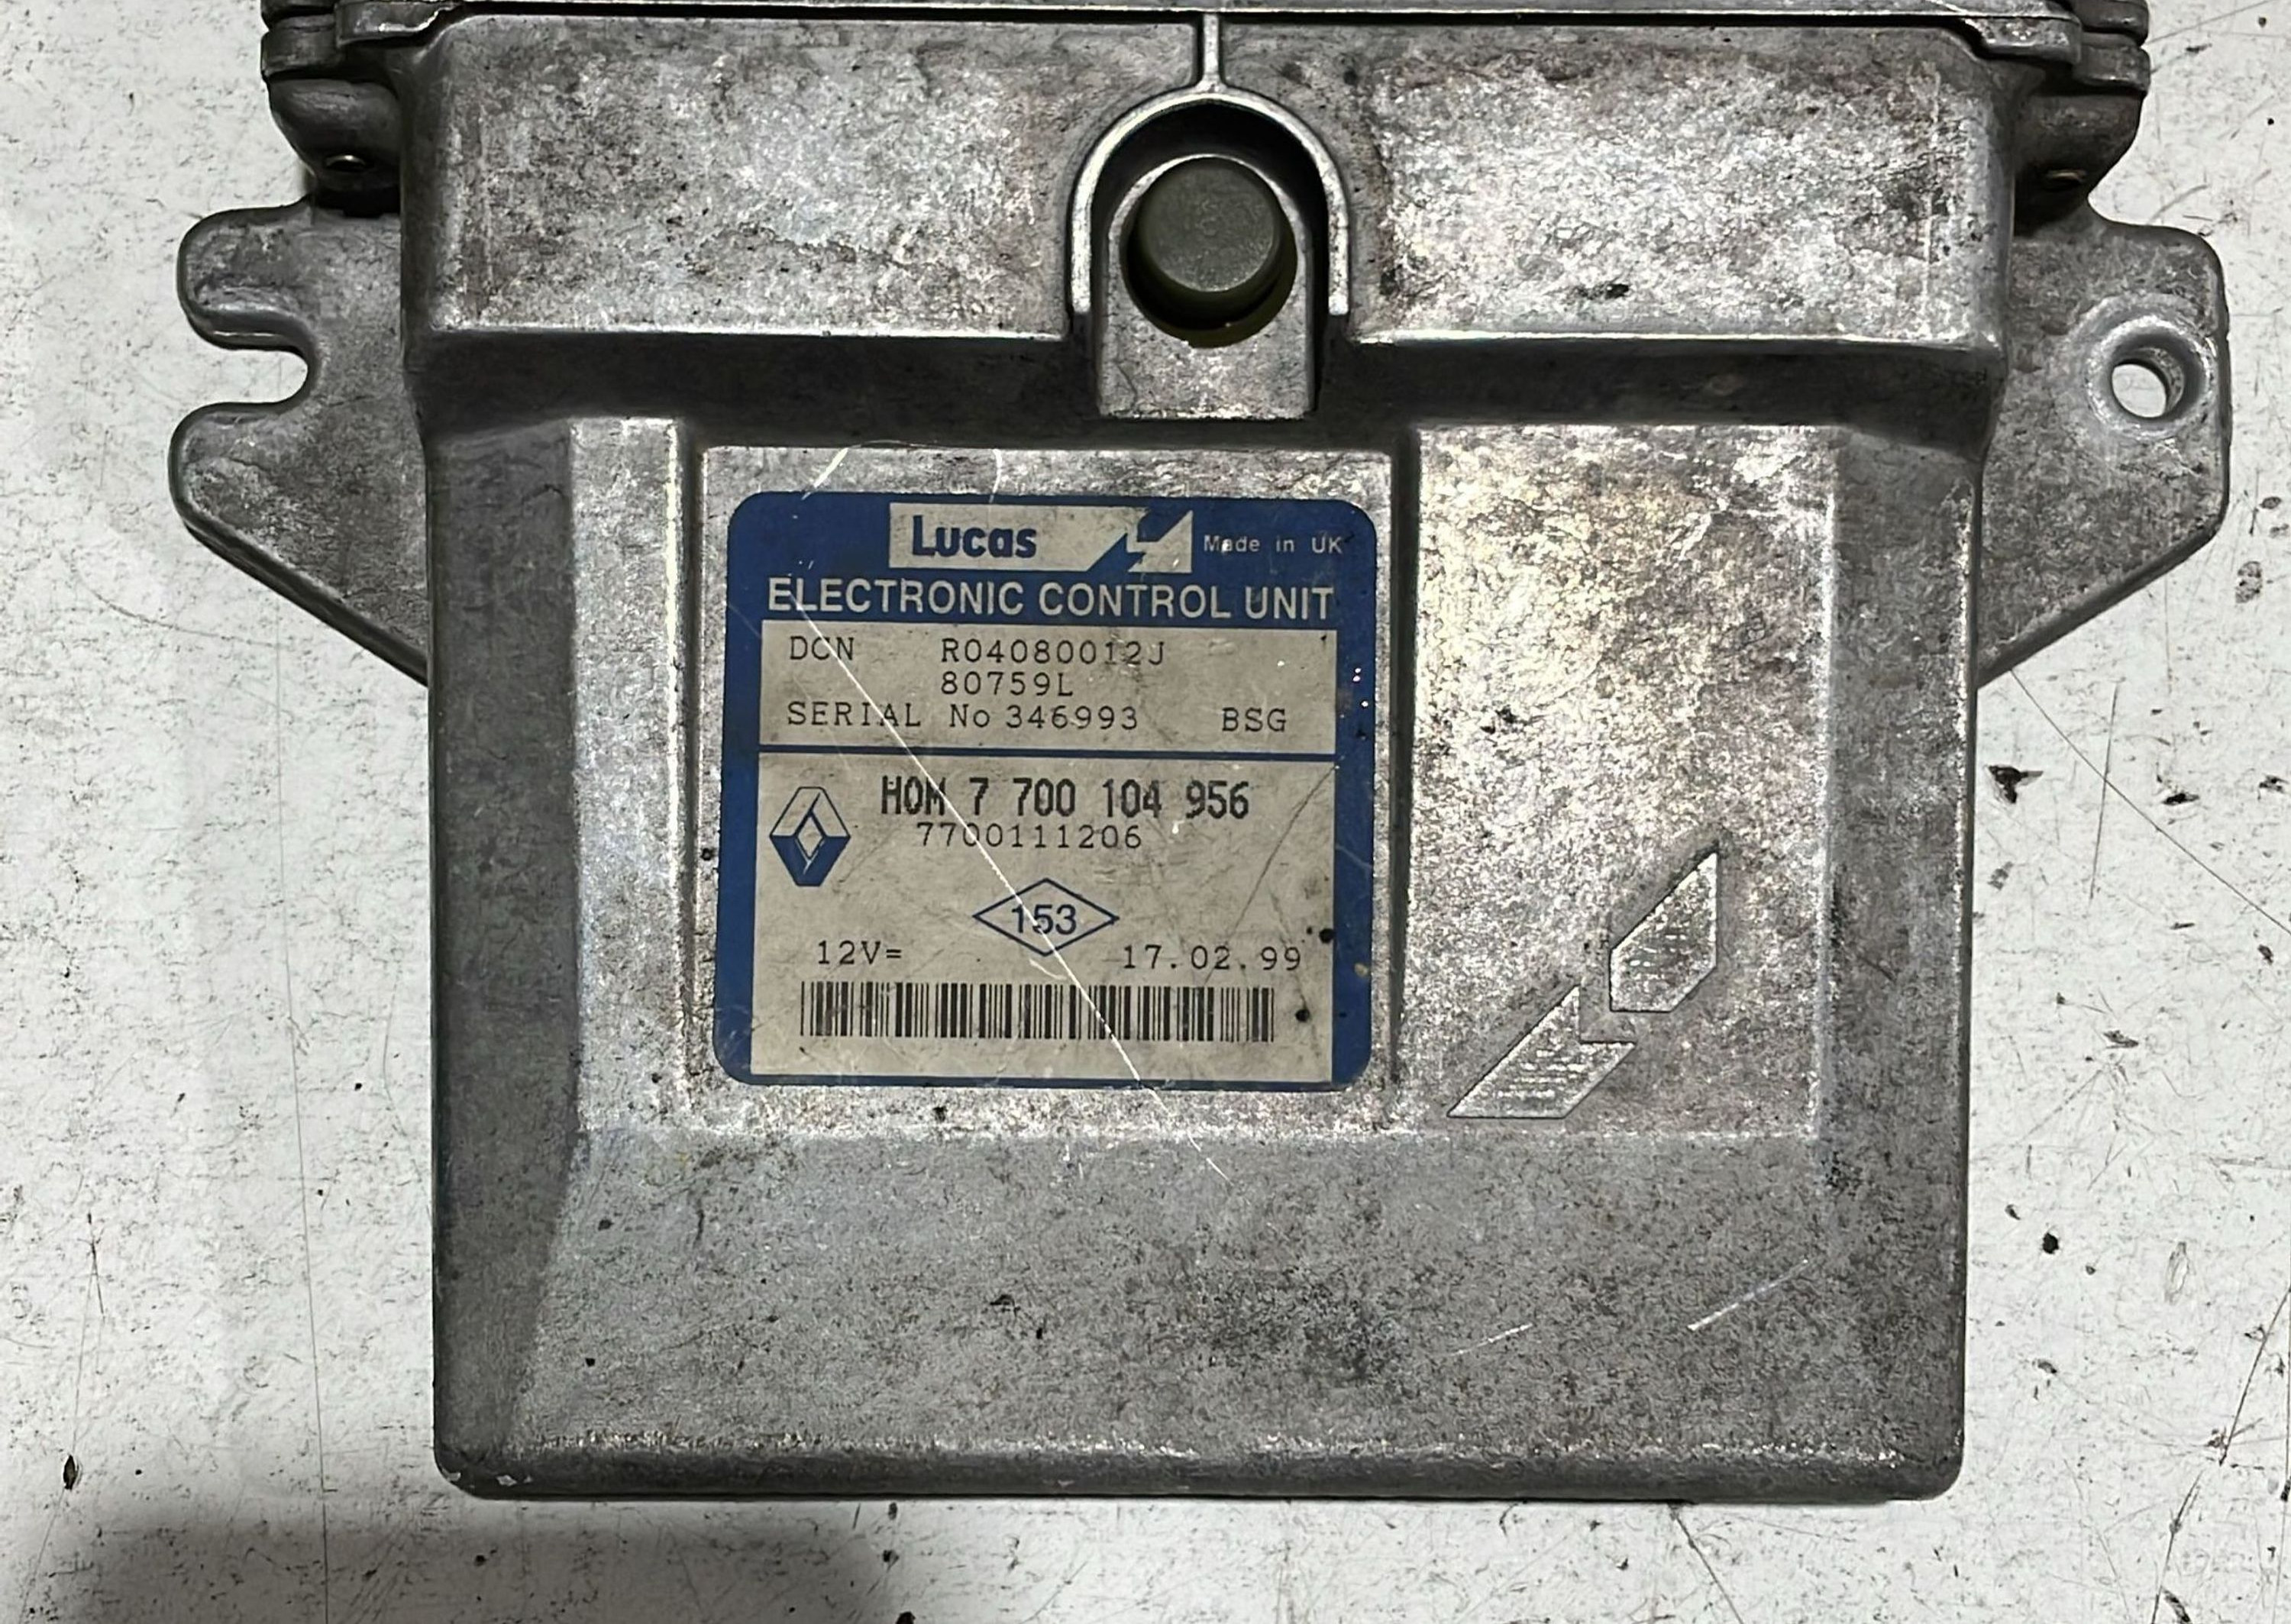 Lucas Made in UK
ELECTRONIC CONTROL UNIT
DCN R04080012J
80759L
SERIAL No 346993 BSG
HOM 7 700 104 956
7700111206
153
12V= 17.02.99